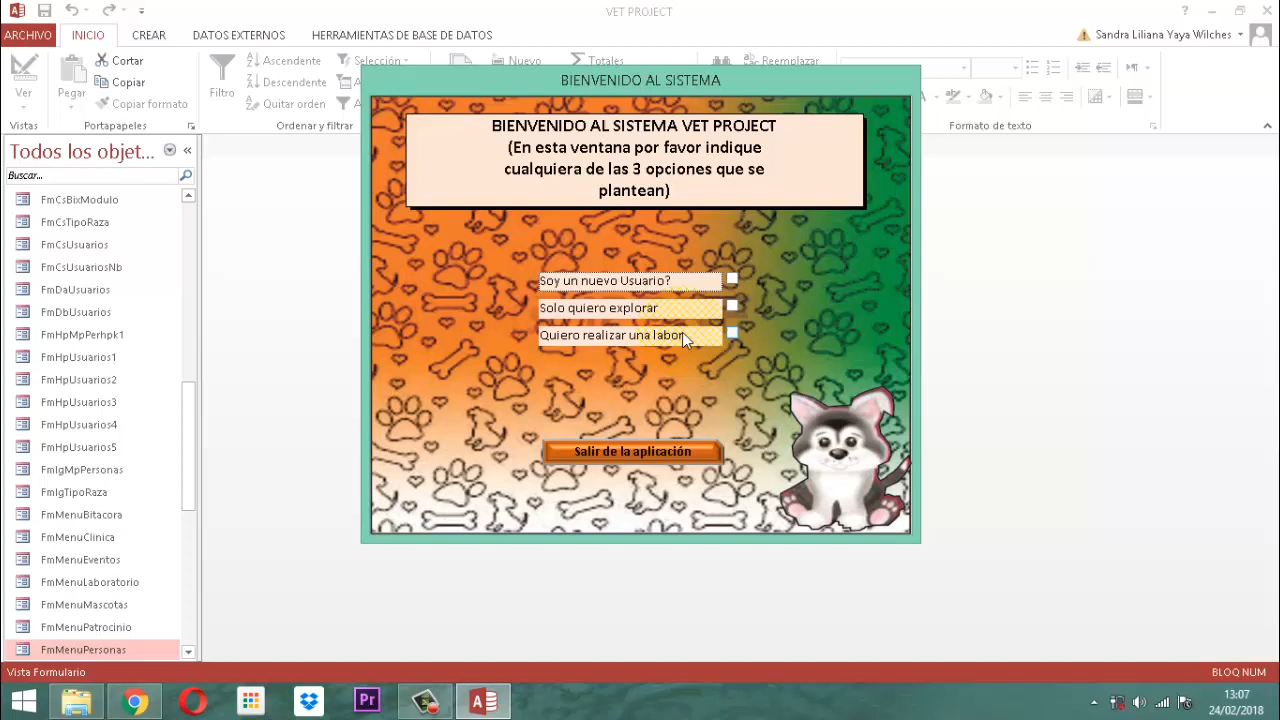 VET PROJECT
ARCHIVO INICIO CREAR DATOS EXTERNOS HERRAMIENTAS DE BASE DE DATOS
Sandra Liliana Yaya Wilches
Ver
Vistas
Pegar
Cortar
Copiar
Copiar formato
Portapapeles
Filtro
Ascendente
Descendente
Quitar
Ordenar y filtrar
Selección
Nuevo
Totales
Reemplazar
Formato de texto
BIENVENIDO AL SISTEMA
BIENVENIDO AL SISTEMA VET PROJECT
(En esta ventana por favor indique
cualquiera de las 3 opciones que se
plantean)
Soy un nuevo Usuario?
Solo quiero explorar
Quiero realizar una labor
Salir de la aplicación
Todos los objet...
Buscar...
FmCsBixModulo
FmCsTipoRaza
FmCsUsuarios
FmCsUsuariosNb
FmDaUsuarios
FmDbUsuarios
FmHpMpPerhpk1
FmHpUsuarios1
FmHpUsuarios2
FmHpUsuarios3
FmHpUsuarios4
FmHpUsuarios5
FmIgMpPersonas
FmIgTipoRaza
FmMenuBitacora
FmMenuClinica
FmMenuEventos
FmMenuLaboratorio
FmMenuMascotas
FmMenuPatrocinio
FmMenuPersonas
Vista Formulario
BLOQ NUM
Pr
13:07
24/02/2018